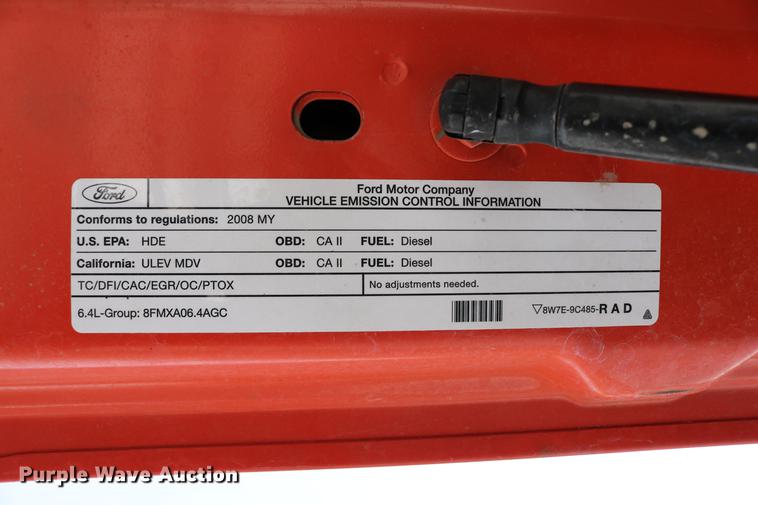 Ford
Ford Motor Company
VEHICLE EMISSION CONTROL INFORMATION
Conforms to regulations: 2008 MY
U.S. EPA: HDE OBD: CA II FUEL: Diesel
California: ULEV MDV OBD: CA II FUEL: Diesel
TC/DFI/CAC/EGR/OC/PTOX No adjustments needed.
6.4L-Group: 8FMXA06.4AGC ▽8W7E-9C485-RAD
Purple Wave Auction